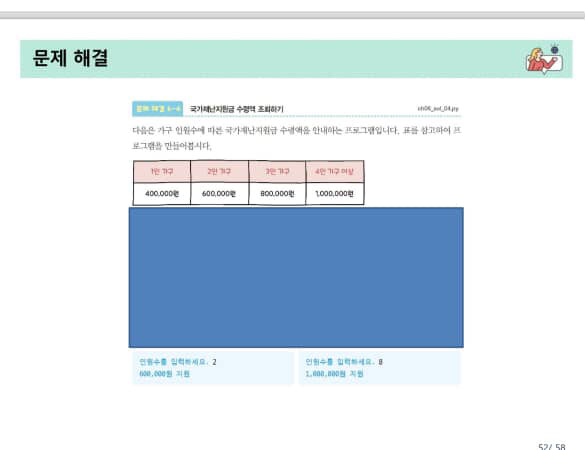 문제 해결
문제 해결 6-4 국가재난지원금 수령액 조회하기 ch06_sol_04.py
다음은 가구 인원수에 따른 국가재난지원금 수령액을 안내하는 프로그램입니다. 표를 참고하여 프
로그램을 만들어봅시다.
1인 가구 2인 가구 3인 가구 4인 가구 이상
400,000원 600,000원 800,000원 1,000,000원
인원수를 입력하세요. 2
600,000원 지원
인원수를 입력하세요. 8
1,000,000원 지원
52/ 58